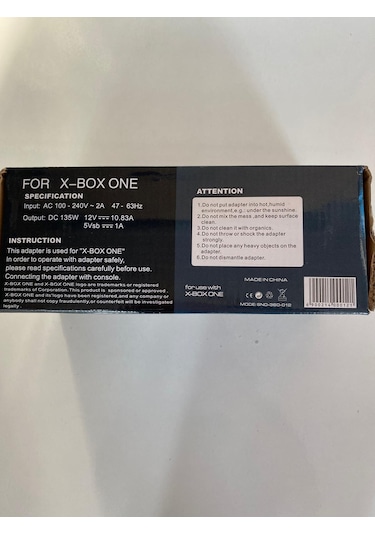 FOR X-BOX ONE
SPECIFICATION
Input: AC 100 - 240V ~ 2A 47 - 63Hz
Output: DC 135W 12V⎓10.83A
5Vsb⎓1A
INSTRUCTION
This adapter is used for "X-BOX ONE"
In order to operate with adapter safely,
please read specifications carefully before use.
Connecting the adapter with console.
X-BOX ONE and X-BOX ONE logo are trademarks or registered
trademarks of Corporation. This product is sponsored or approved.
X-BOX ONE and its'logo have been registered,and any company or
anybody shall not copy fraudulently,or counterfeit will be investigated
legally.
ATTENTION
1.Do not put adapter into hot,humid
environment,e.g.: under the sunshine.
2.Do not mix the mess ,and keep surface
clean.
3.Do not clean it with organics.
4.Do not throw or shock the adapter
strongly.
5.Do not place any heavy objects on the
adapter.
6.Do not dismantle adapter.
for use with
X-BOX ONE
MADE IN CHINA
CE